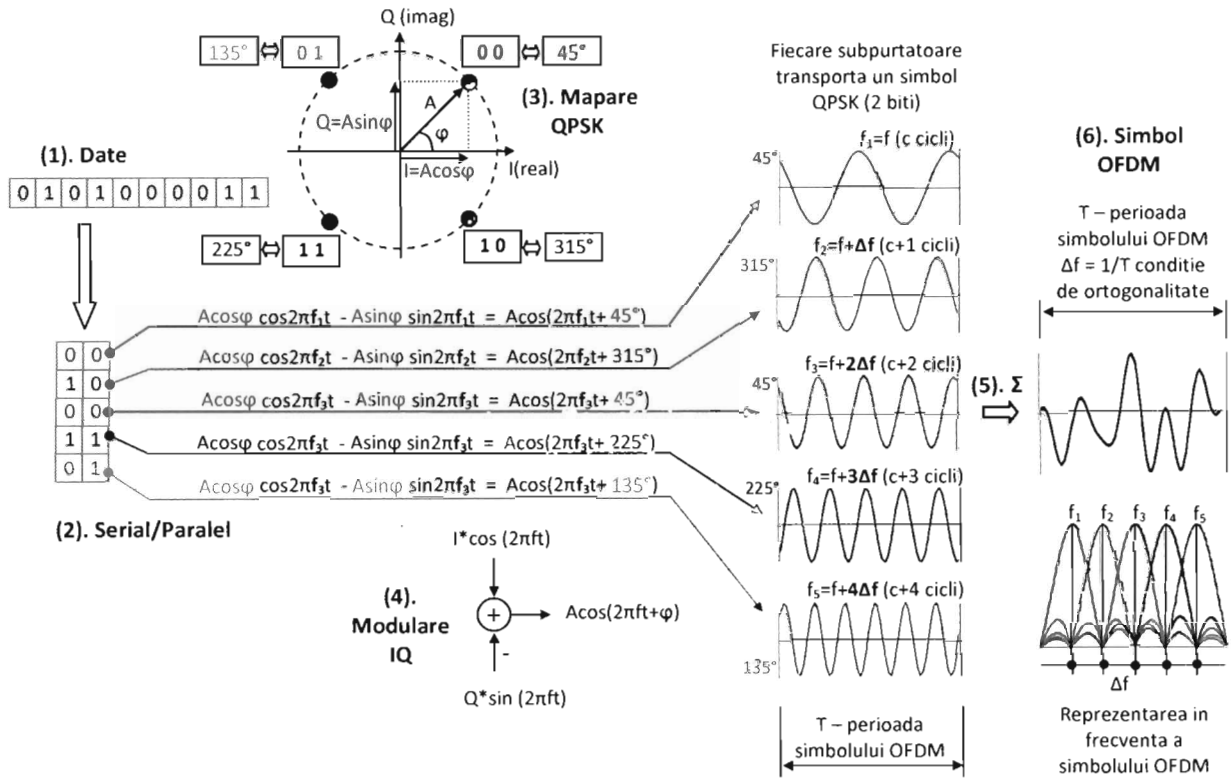 Q (imag)
135° ⇔ 0 1
0 0 ⇔ 45°
A
Q=Asinφ
φ
I=Acosφ
I(real)
225° ⇔ 1 1
1 0 ⇔ 315°
(3). Mapare
QPSK
(1). Date
0 1 0 1 0 0 0 0 1 1
0 0
1 0
0 0
1 1
0 1
(2). Serial/Paralel
Acosφ cos2πf₁t - Asinφ sin2πf₁t = Acos(2πf₁t+ 45°)
Acosφ cos2πf₂t - Asinφ sin2πf₂t = Acos(2πf₂t+ 315°)
Acosφ cos2πf₃t - Asinφ sin2πf₃t = Acos(2πf₃t+ 45°)
Acosφ cos2πf₃t - Asinφ sin2πf₃t = Acos(2πf₃t+ 225°)
Acosφ cos2πf₃t - Asinφ sin2πf₃t = Acos(2πf₃t+ 135°)
(4).
Modulare
IQ
I*cos (2πft)
+
Acos(2πft+φ)
-
Q*sin (2πft)
Fiecare subpurtatoare
transporta un simbol
QPSK (2 biti)
f₁=f (c cicli)
45°
f₂=f+Δf (c+1 cicli)
315°
f₃=f+2Δf (c+2 cicli)
45°
f₄=f+3Δf (c+3 cicli)
225°
f₅=f+4Δf (c+4 cicli)
135°
T – perioada
simbolului OFDM
(5). Σ
(6). Simbol
OFDM
T – perioada
simbolului OFDM
Δf = 1/T conditie
de ortogonalitate
f₁ f₂ f₃ f₄ f₅
Δf
Reprezentarea in
frecventa a
simbolului OFDM